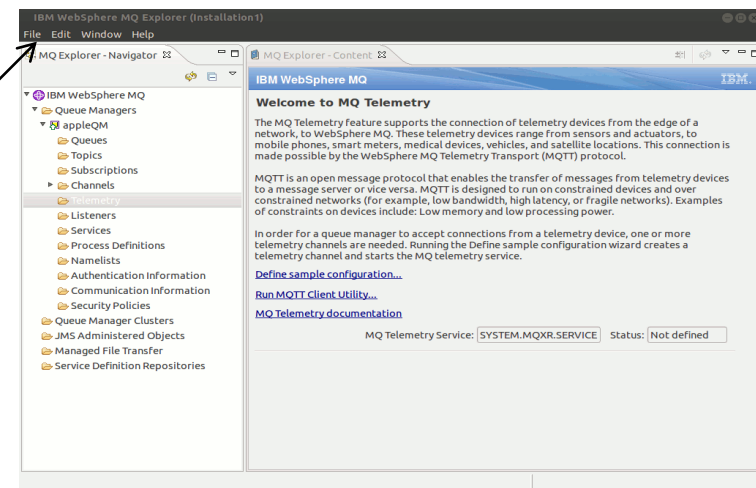 IBM WebSphere MQ Explorer (Installation1)
File Edit Window Help
MQ Explorer - Navigator
MQ Explorer - Content
IBM WebSphere MQ
Queue Managers
appleQM
Queues
Topics
Subscriptions
Channels
Telemetry
Listeners
Services
Process Definitions
Namelists
Authentication Information
Communication Information
Security Policies
Queue Manager Clusters
JMS Administered Objects
Managed File Transfer
Service Definition Repositories
IBM WebSphere MQ
IBM.
Welcome to MQ Telemetry
The MQ Telemetry feature supports the connection of telemetry devices from the edge of a
network, to WebSphere MQ. These telemetry devices range from sensors and actuators, to
mobile phones, smart meters, medical devices, vehicles, and satellite locations. This connection is
made possible by the WebSphere MQ Telemetry Transport (MQTT) protocol.
MQTT is an open message protocol that enables the transfer of messages from telemetry devices
to a message server or vice versa. MQTT is designed to run on constrained devices and over
constrained networks (for example, low bandwidth, high latency, or fragile networks). Examples
of constraints on devices include: Low memory and low processing power.
In order for a queue manager to accept connections from a telemetry device, one or more
telemetry channels are needed. Running the Define sample configuration wizard creates a
telemetry channel and starts the MQ telemetry service.
Define sample configuration...
Run MQTT Client Utility...
MQ Telemetry documentation
MQ Telemetry Service: SYSTEM.MQXR.SERVICE Status: Not defined